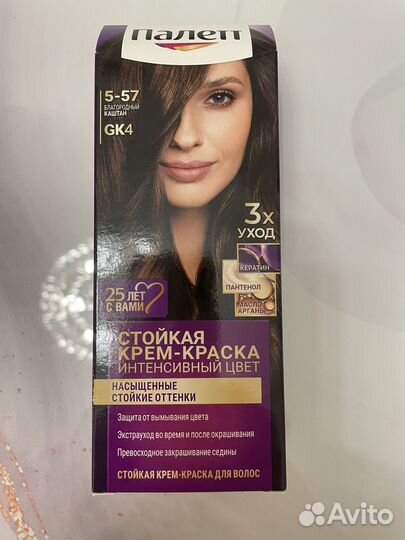 Палетт
5-57
БЛАГОРОДНЫЙ
КАШТАН
GK4
3x
УХОД
КЕРАТИН
ПАНТЕНОЛ
МАСЛО
АРГАНЫ
25 ЛЕТ
С ВАМИ
СТОЙКАЯ
КРЕМ-КРАСКА
ИНТЕНСИВНЫЙ ЦВЕТ
НАСЫЩЕННЫЕ
СТОЙКИЕ ОТТЕНКИ
Защита от вымывания цвета
Экстрауход во время и после окрашивания
Превосходное закрашивание седины
СТОЙКАЯ КРЕМ-КРАСКА ДЛЯ ВОЛОС
Avito